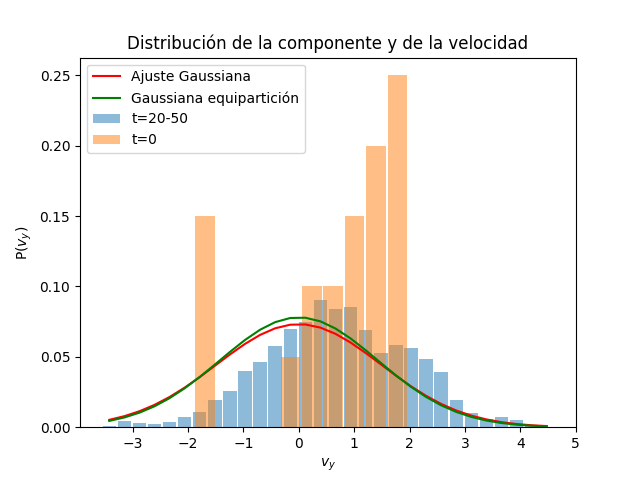 Distribución de la componente y de la velocidad
Ajuste Gaussiana
Gaussiana equipartición
t=20-50
t=0
0.25
0.20
0.15
0.10
0.05
0.00
P(v_y)
−3
−2
−1
0
1
2
3
4
5
v_y